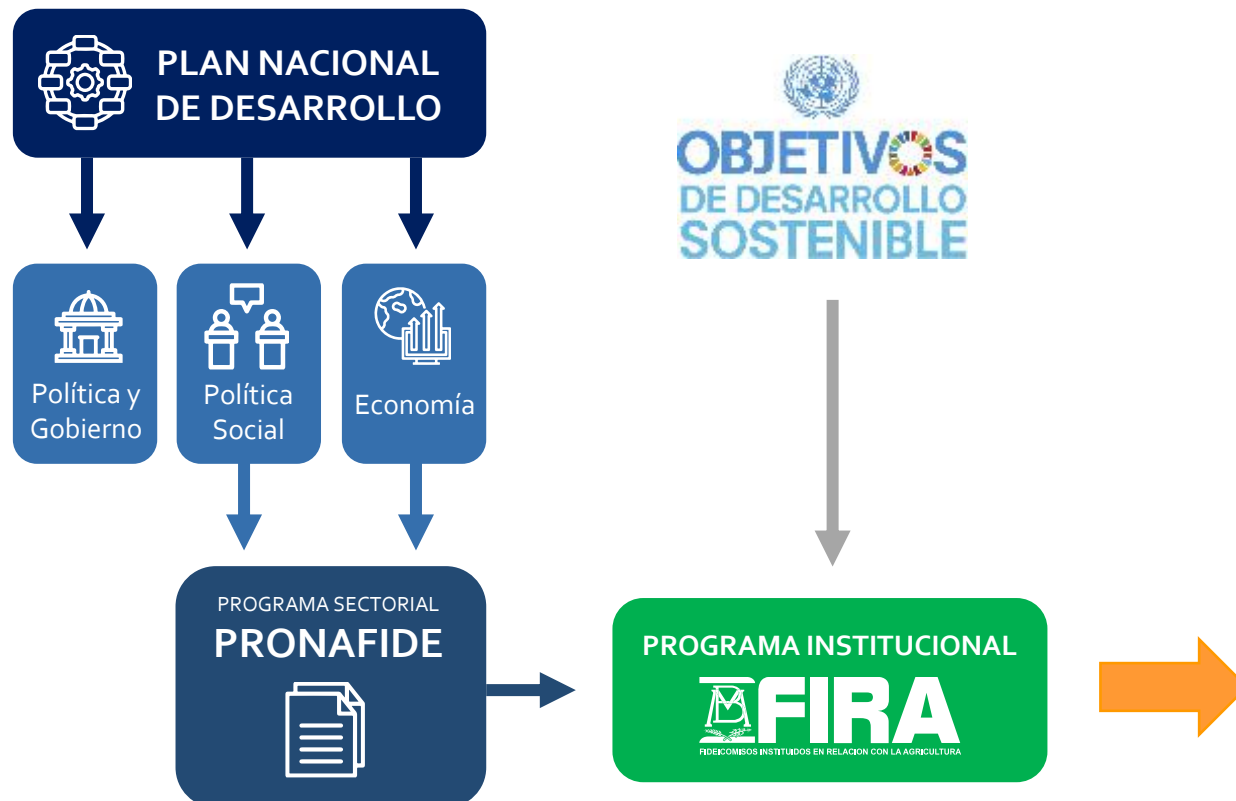 PLAN NACIONAL
DE DESARROLLO
OBJETIVOS
DE DESARROLLO
SOSTENIBLE
Política y
Gobierno
Política
Social
Economía
PROGRAMA SECTORIAL
PRONAFIDE
PROGRAMA INSTITUCIONAL
FIRA
FIDEICOMISOS INSTITUIDOS EN RELACION CON LA AGRICULTURA